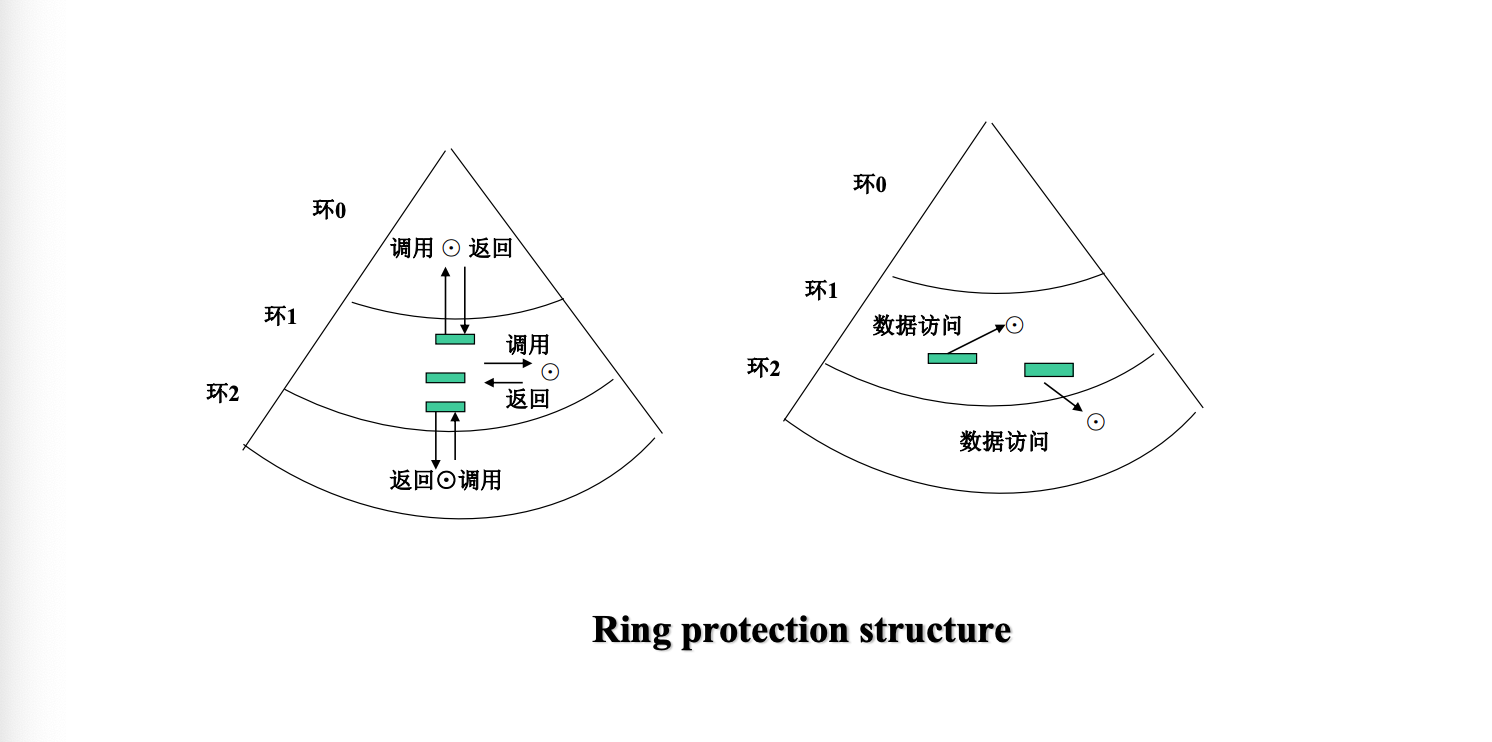 环0
调用 ⊙ 返回
环1
调用
⊙
返回
环2
返回⊙调用
环0
环1
数据访问 ⊙
环2
⊙
数据访问
Ring protection structure